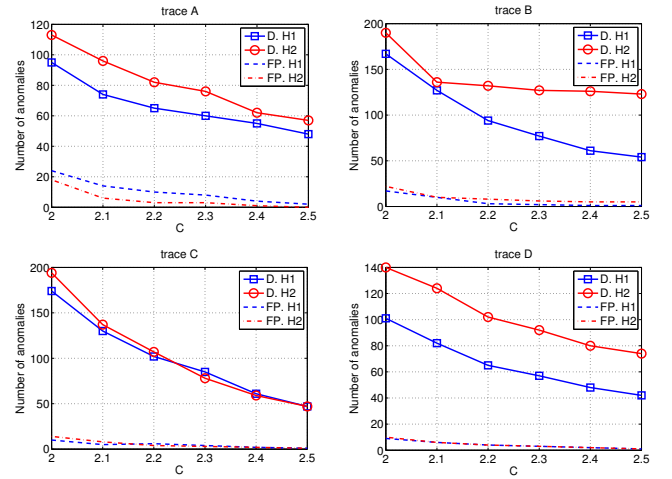 trace A
120
100
80
60
40
20
0
Number of anomalies
2
2.1
2.2
2.3
2.4
2.5
C
D. H1
D. H2
FP. H1
FP. H2
trace B
200
150
100
50
0
Number of anomalies
2
2.1
2.2
2.3
2.4
2.5
C
D. H1
D. H2
FP. H1
FP. H2
trace C
200
150
100
50
0
Number of anomalies
2
2.1
2.2
2.3
2.4
2.5
C
D. H1
D. H2
FP. H1
FP. H2
trace D
140
120
100
80
60
40
20
0
Number of anomalies
2
2.1
2.2
2.3
2.4
2.5
C
D. H1
D. H2
FP. H1
FP. H2